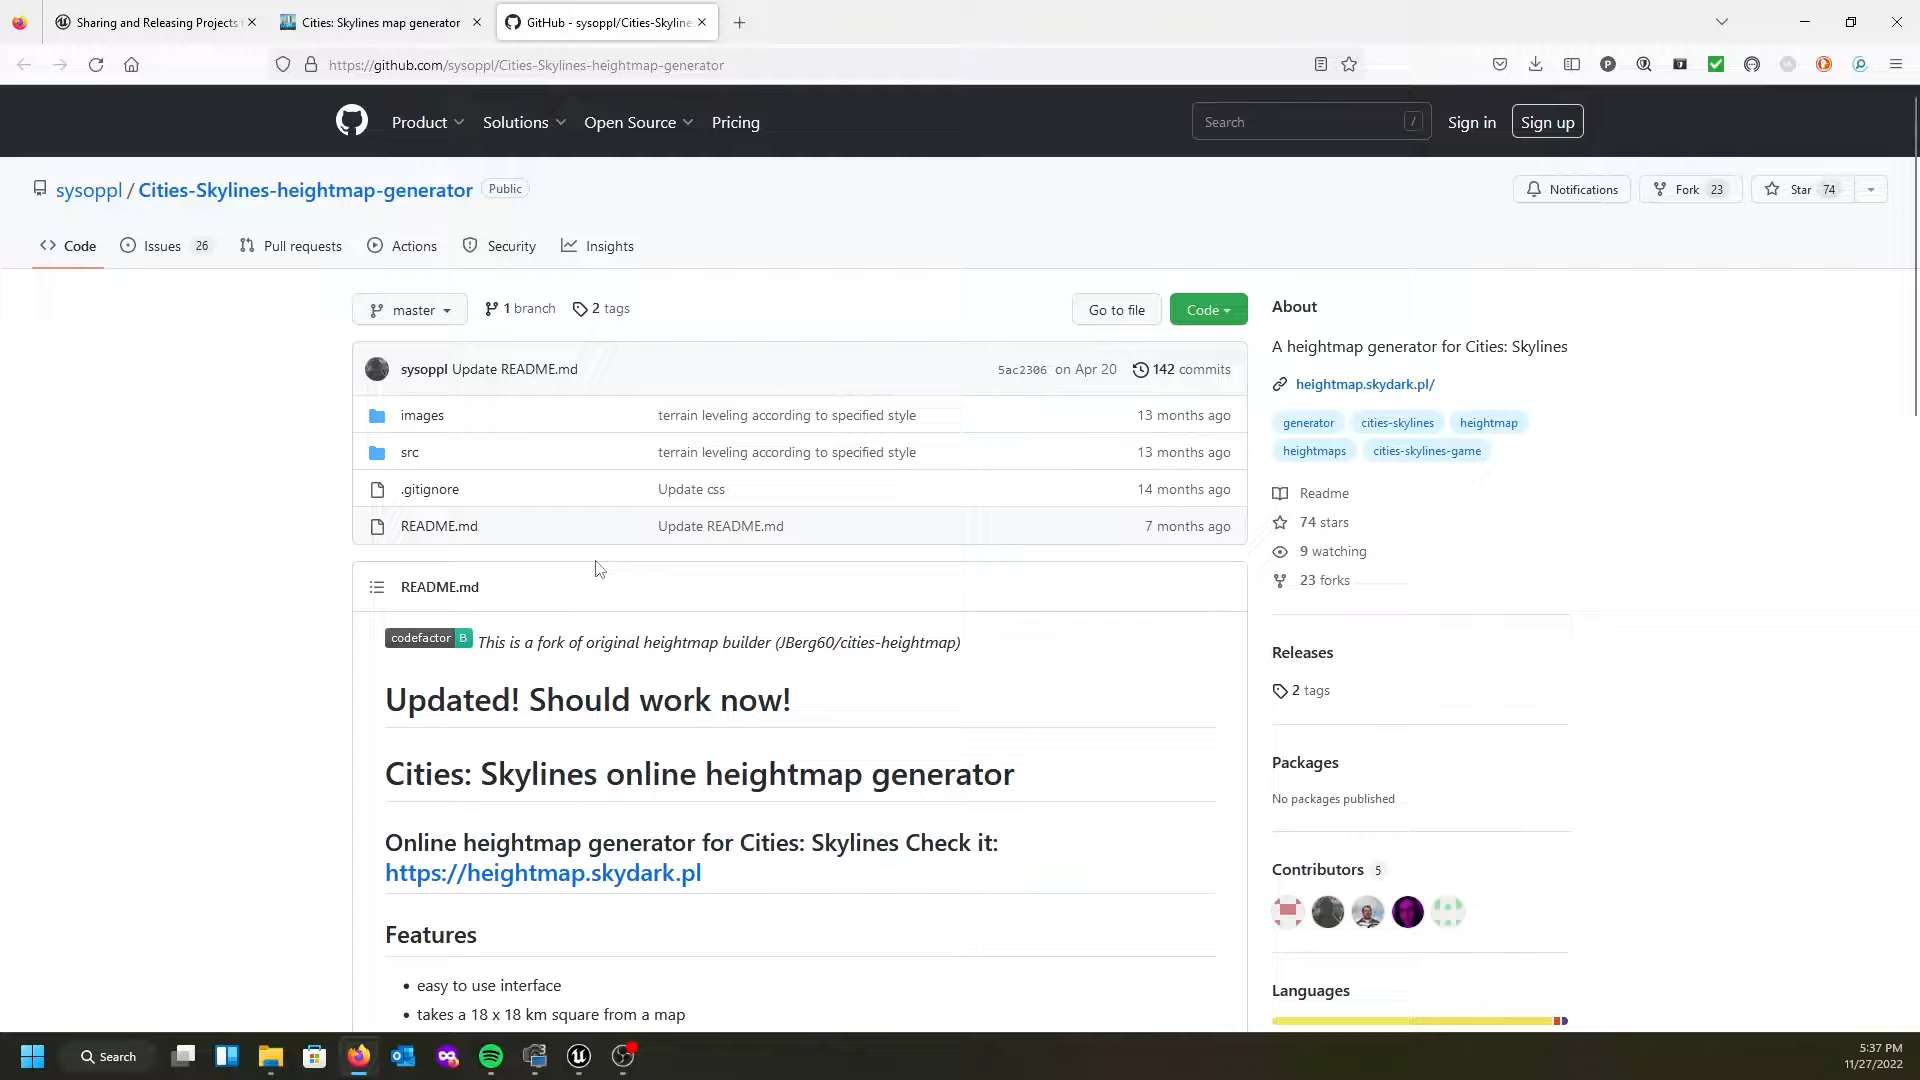 Sharing and Releasing Projects
Cities: Skylines map generator
GitHub - sysoppl/Cities-Skyline
https://github.com/sysoppl/Cities-Skylines-heightmap-generator
Product
Solutions
Open Source
Pricing
Search /
Sign in
Sign up
sysoppl / Cities-Skylines-heightmap-generator Public
Notifications
Fork 23
Star 74
Code
Issues 26
Pull requests
Actions
Security
Insights
master
1 branch
2 tags
Go to file
Code
sysoppl Update README.md 5ac2306 on Apr 20 142 commits
images terrain leveling according to specified style 13 months ago
src terrain leveling according to specified style 13 months ago
.gitignore Update css 14 months ago
README.md Update README.md 7 months ago
README.md
codefactor B This is a fork of original heightmap builder (JBerg60/cities-heightmap)
Updated! Should work now!
Cities: Skylines online heightmap generator
Online heightmap generator for Cities: Skylines Check it:
https://heightmap.skydark.pl
Features
• easy to use interface
• takes a 18 x 18 km square from a map
About
A heightmap generator for Cities: Skylines
heightmap.skydark.pl/
generator cities-skylines heightmap
heightmaps cities-skylines-game
Readme
74 stars
9 watching
23 forks
Releases
2 tags
Packages
No packages published
Contributors 5
Languages
Search
5:37 PM
11/27/2022